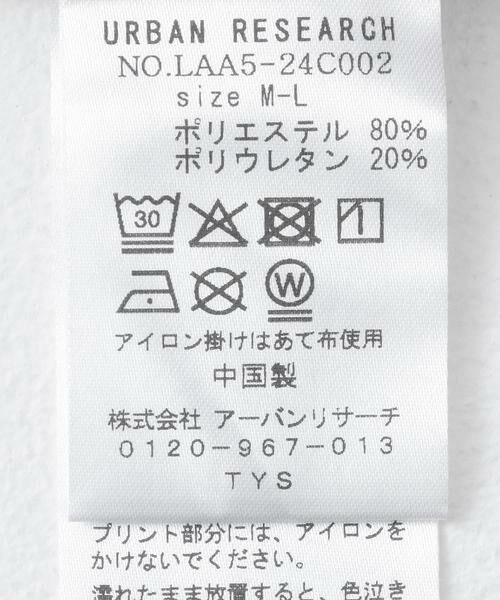 URBAN RESEARCH
NO.LAA5-24C002
size M-L
ポリエステル 80%
ポリウレタン 20%
30
W
アイロン掛けはあて布使用
中国製
株式会社 アーバンリサーチ
0120-967-013
TYS
プリント部分には、アイロンを
かけないでください。
濡れたまま放置すると、色泣き